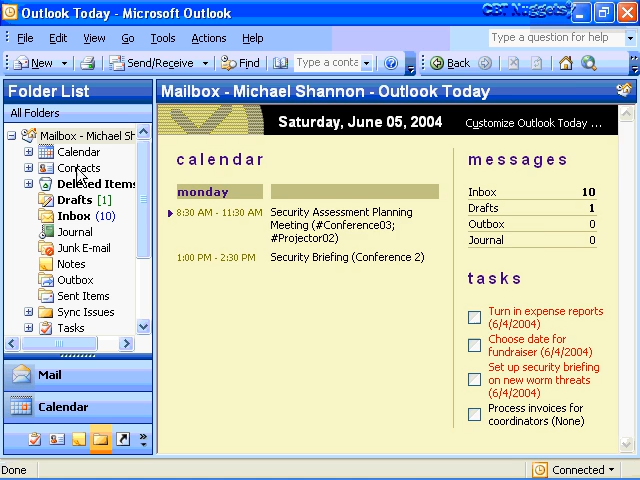 Outlook Today - Microsoft Outlook
CBT Nuggets
File Edit View Go Tools Actions Help
Type a question for help
New Send/Receive Find Type a conta Back
Folder List
Mailbox - Michael Shannon - Outlook Today
All Folders
Saturday, June 05, 2004
Customize Outlook Today ...
Mailbox - Michael Sh
Calendar
Contacts
Deleted Items
Drafts [1]
Inbox (10)
Journal
Junk E-mail
Notes
Outbox
Sent Items
Sync Issues
Tasks
Mail
Calendar
calendar
monday
8:30 AM - 11:30 AM Security Assessment Planning
Meeting (#Conference03;
#Projector02)
1:00 PM - 2:30 PM Security Briefing (Conference 2)
messages
Inbox 10
Drafts 1
Outbox 0
Journal 0
tasks
Turn in expense reports
(6/4/2004)
Choose date for
fundraiser (6/4/2004)
Set up security briefing
on new worm threats
(6/4/2004)
Process invoices for
coordinators (None)
Done
Connected